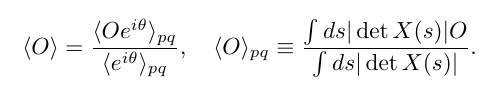 ⟨O⟩ = ⟨Oe^{iθ}⟩_{pq} / ⟨e^{iθ}⟩_{pq}, ⟨O⟩_{pq} ≡ ∫ ds| det X(s)|O / ∫ ds| det X(s)|.